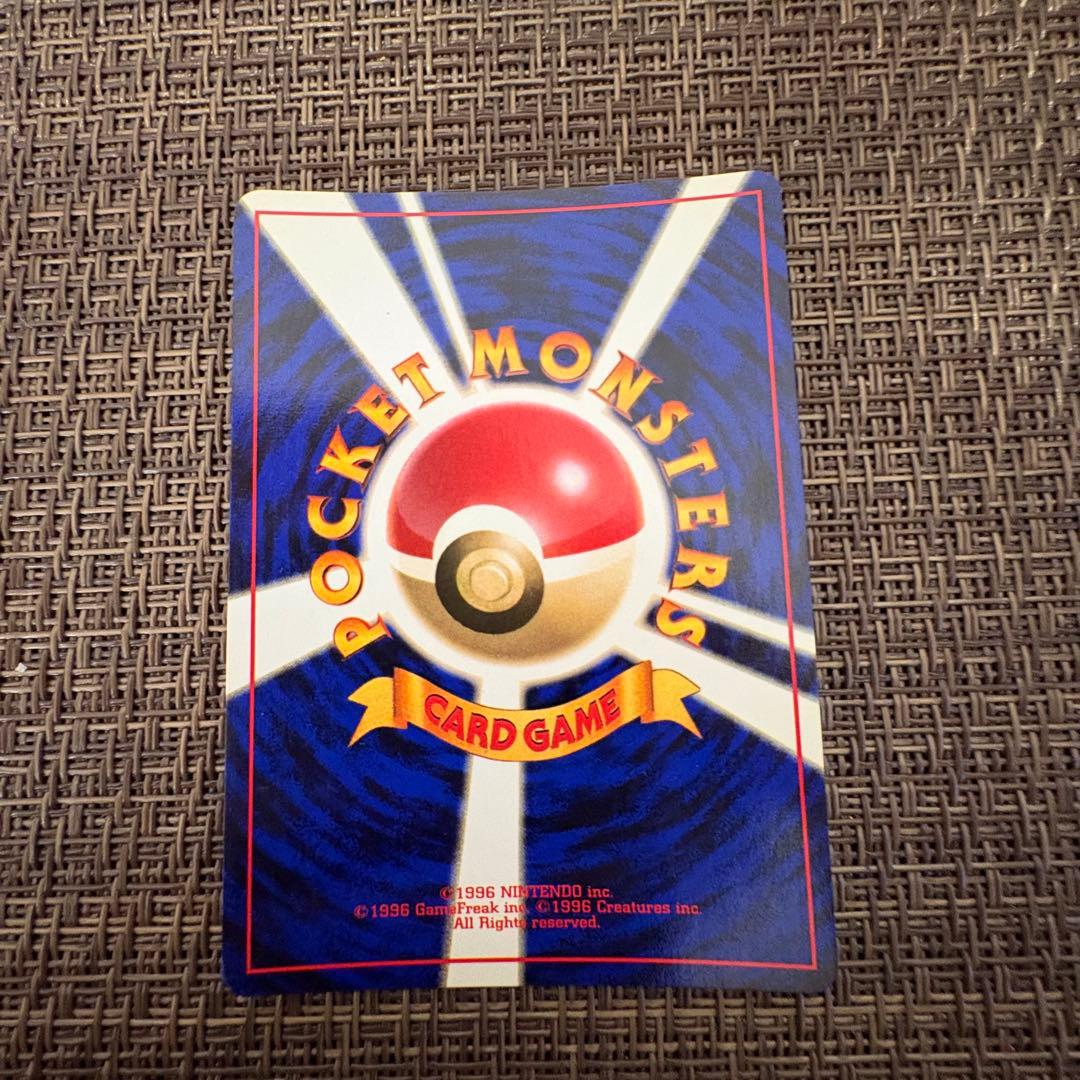 POCKET MONSTERS
CARD GAME
©1996 NINTENDO inc.
©1996 GameFreak inc. ©1996 Creatures inc.
All Rights reserved.